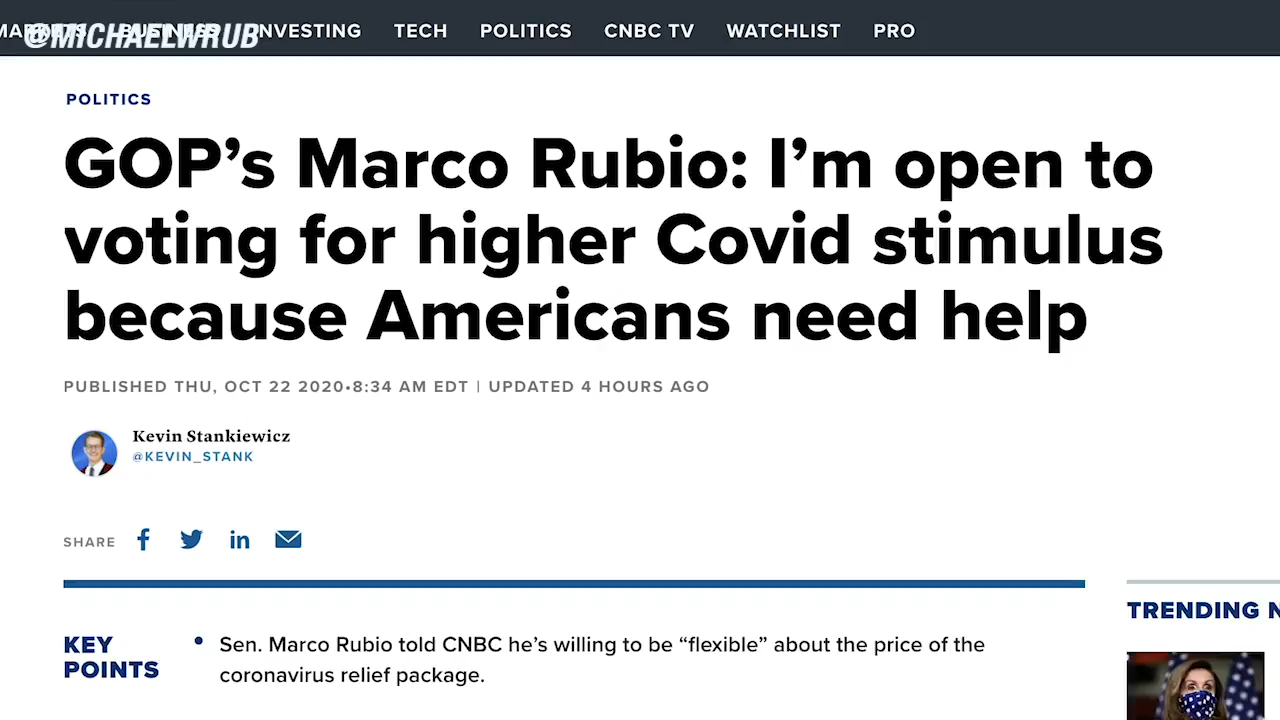 @MICHAELWRUB
INVESTING TECH POLITICS CNBC TV WATCHLIST PRO
POLITICS
GOP’s Marco Rubio: I’m open to
voting for higher Covid stimulus
because Americans need help
PUBLISHED THU, OCT 22 2020•8:34 AM EDT | UPDATED 4 HOURS AGO
Kevin Stankiewicz
@KEVIN_STANK
SHARE
KEY
POINTS
• Sen. Marco Rubio told CNBC he’s willing to be “flexible” about the price of the
coronavirus relief package.
TRENDING N